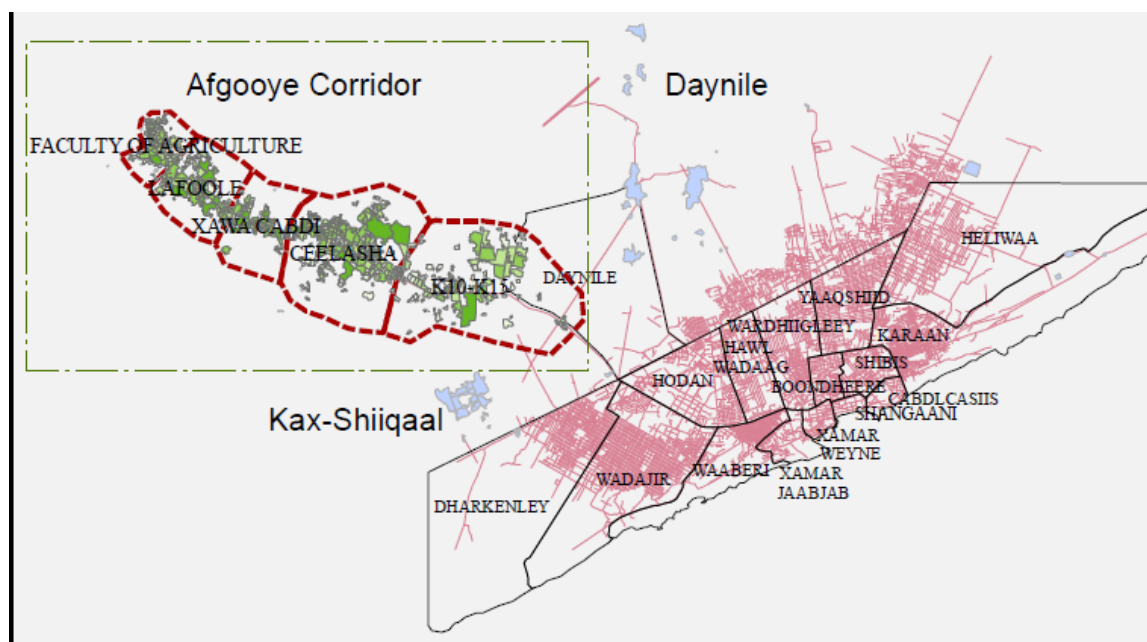 Afgooye Corridor
Daynile
FACULTY OF AGRICULTURE
LAFOOLE
XAWA CABDI
CEELASHA
K10-K15
DAYNILE
HELIWAA
YAAQSHIID
WARDHIIGLEEY
KARAAN
HAWL
WADAAG
SHIBIS
HODAN
BOONDHEERE
CABDLCASIIS
SHANGAANI
Kax-Shiiqaal
XAMAR
WEYNE
WAABERI
XAMAR
JAABJAB
WADAJIR
DHARKENLEY